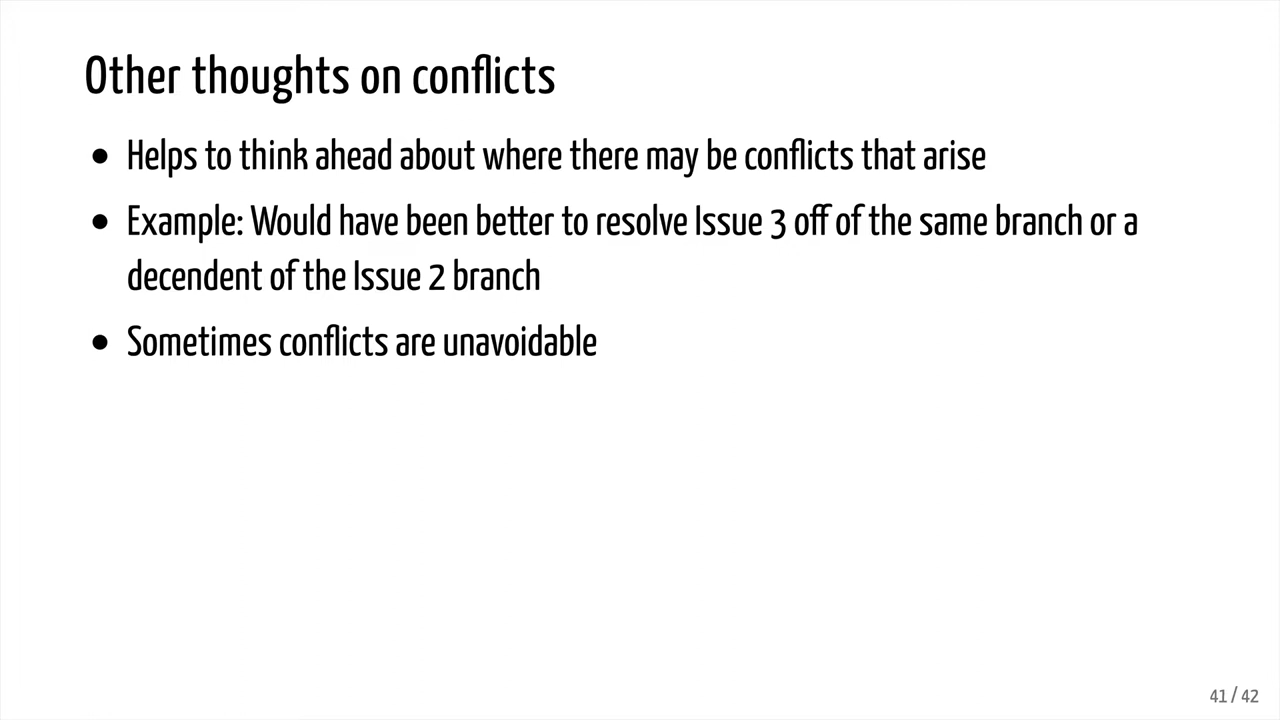 Other thoughts on conflicts
• Helps to think ahead about where there may be conflicts that arise
• Example: Would have been better to resolve Issue 3 off of the same branch or a
decendent of the Issue 2 branch
• Sometimes conflicts are unavoidable
41 / 42